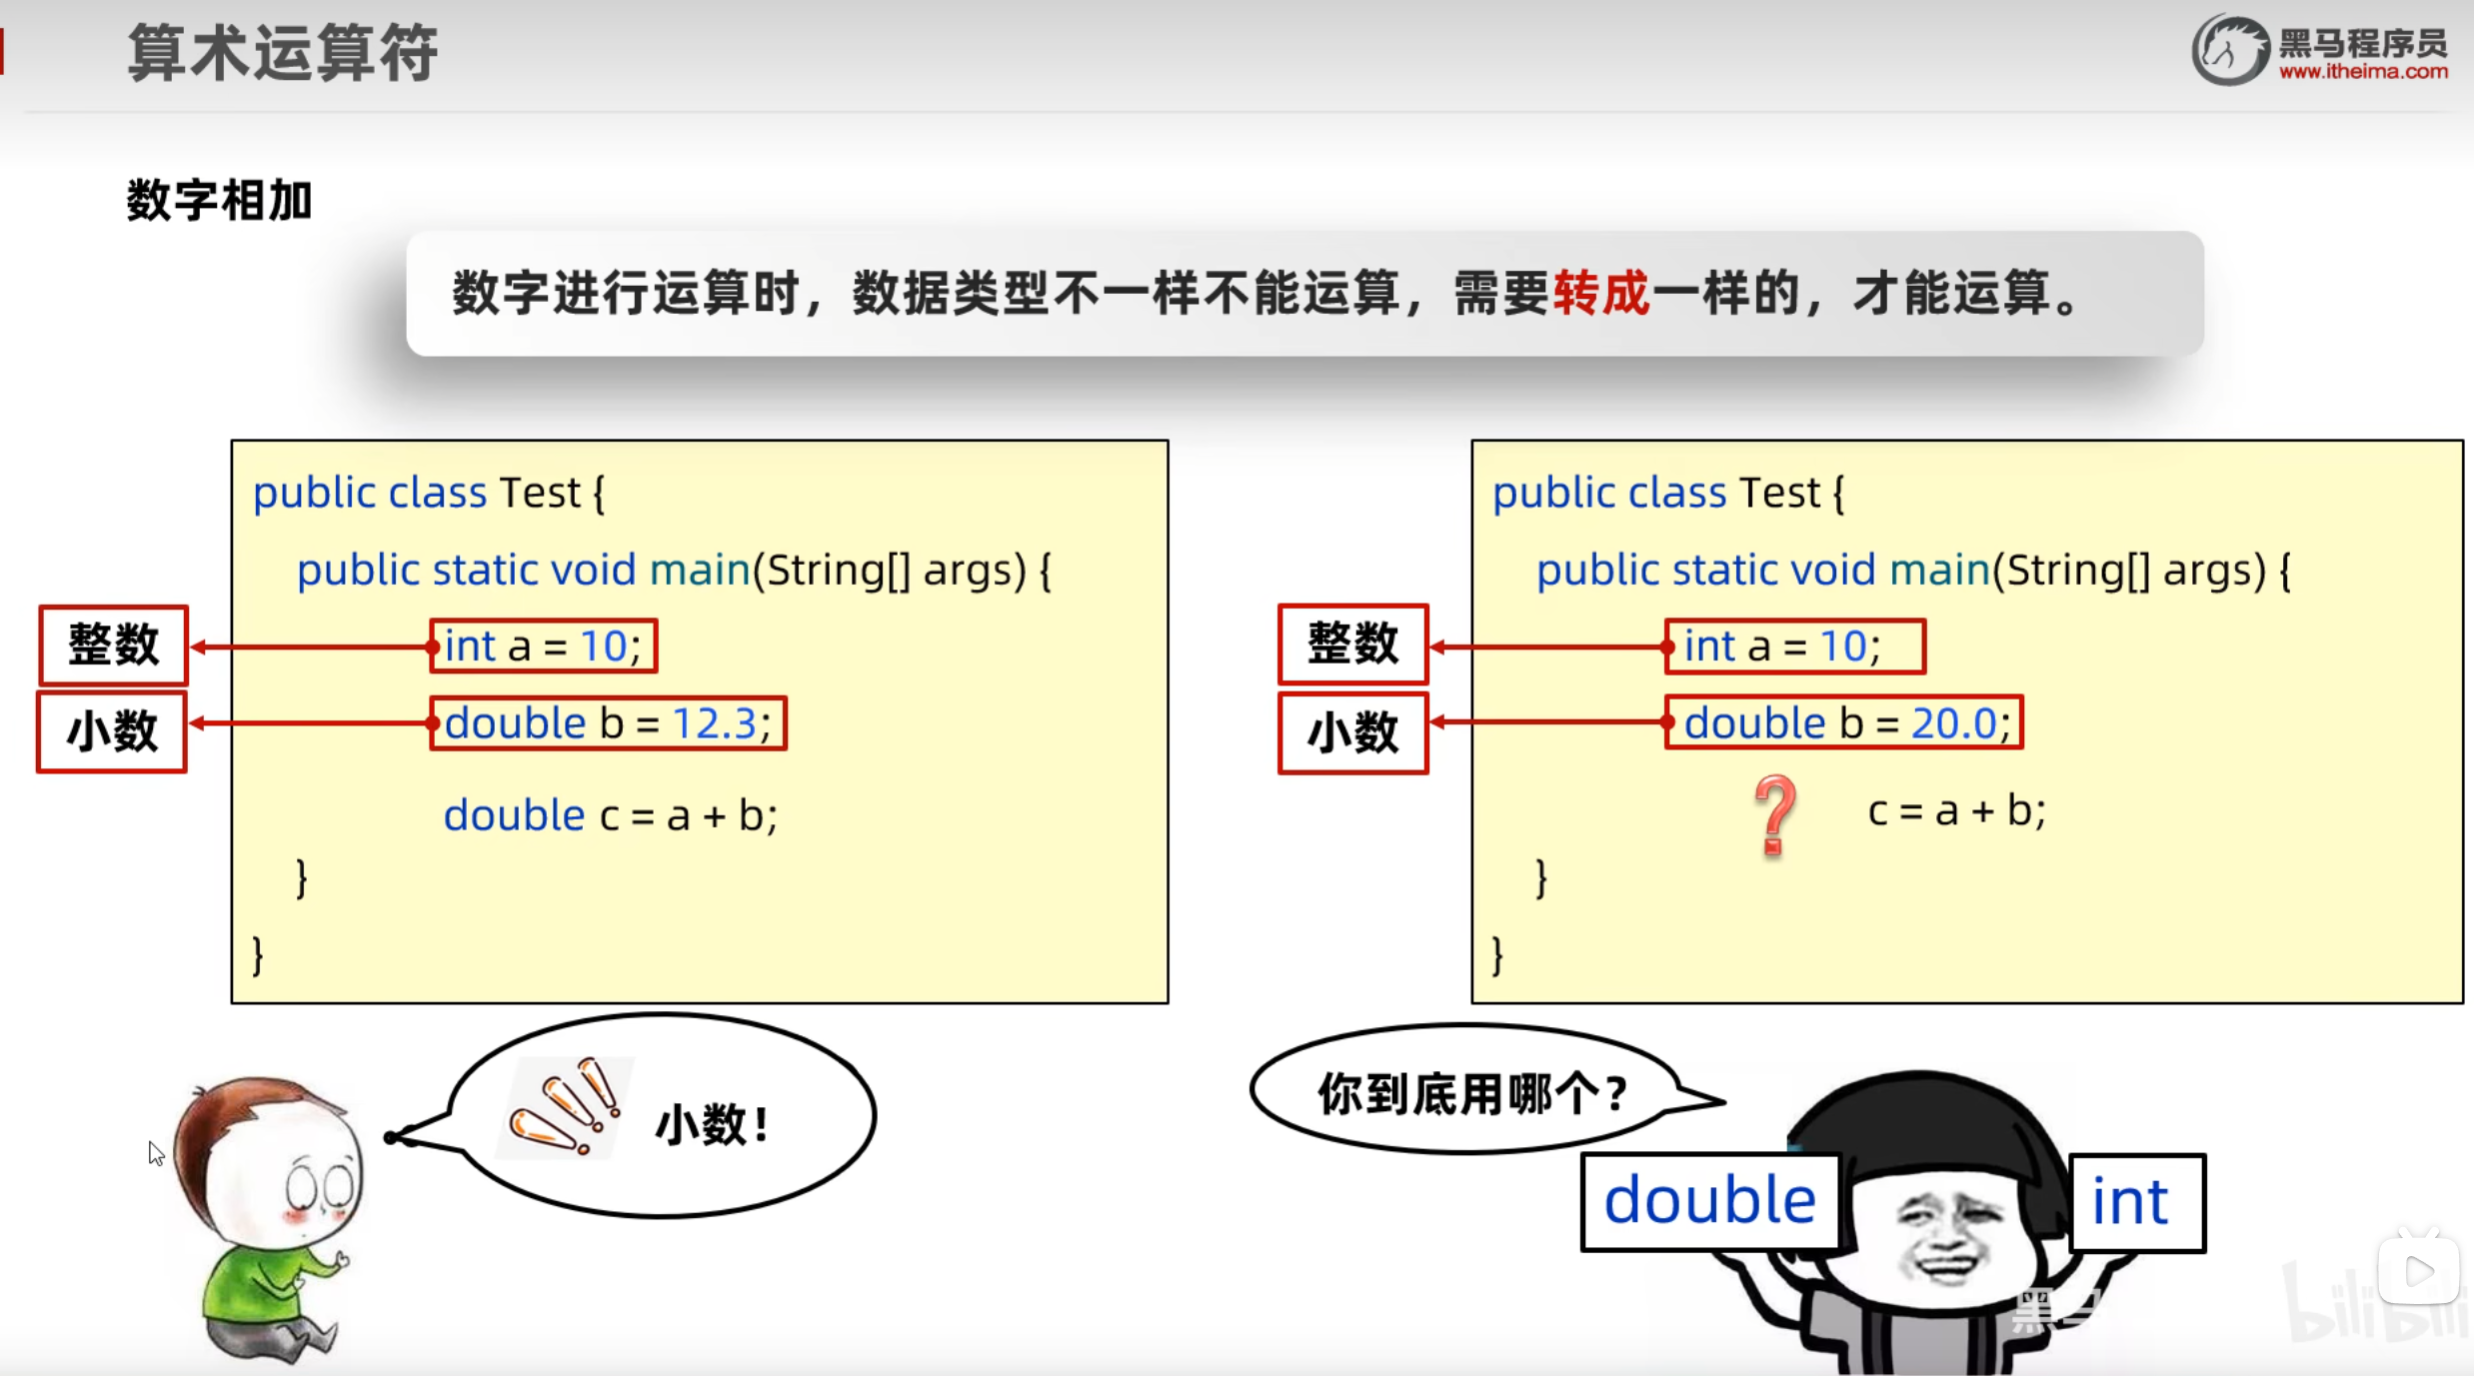 算术运算符
黑马程序员
www.itheima.com
数字相加
数字进行运算时，数据类型不一样不能运算，需要转成一样的，才能运算。
public class Test {
public static void main(String[] args) {
整数
int a = 10;
小数
double b = 12.3;
double c = a + b;
}
}
小数！
public class Test {
public static void main(String[] args) {
整数
int a = 10;
小数
double b = 20.0;
❓ c = a + b;
}
}
你到底用哪个？
double
int
黑马
bilibili